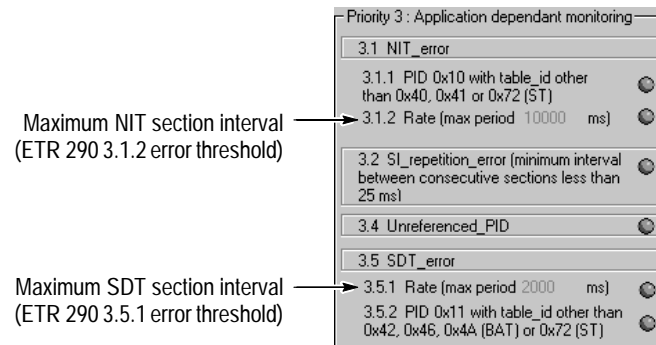 Priority 3 : Application dependant monitoring
3.1 NIT_error
3.1.1 PID 0x10 with table_id other
than 0x40, 0x41 or 0x72 (ST)
Maximum NIT section interval
(ETR 290 3.1.2 error threshold)
3.1.2 Rate (max period 10000 ms)
3.2 SI_repetition_error (minimum interval
between consecutive sections less than
25 ms)
3.4 Unreferenced_PID
3.5 SDT_error
Maximum SDT section interval
(ETR 290 3.5.1 error threshold)
3.5.1 Rate (max period 2000 ms)
3.5.2 PID 0x11 with table_id other than
0x42, 0x46, 0x4A (BAT) or 0x72 (ST)